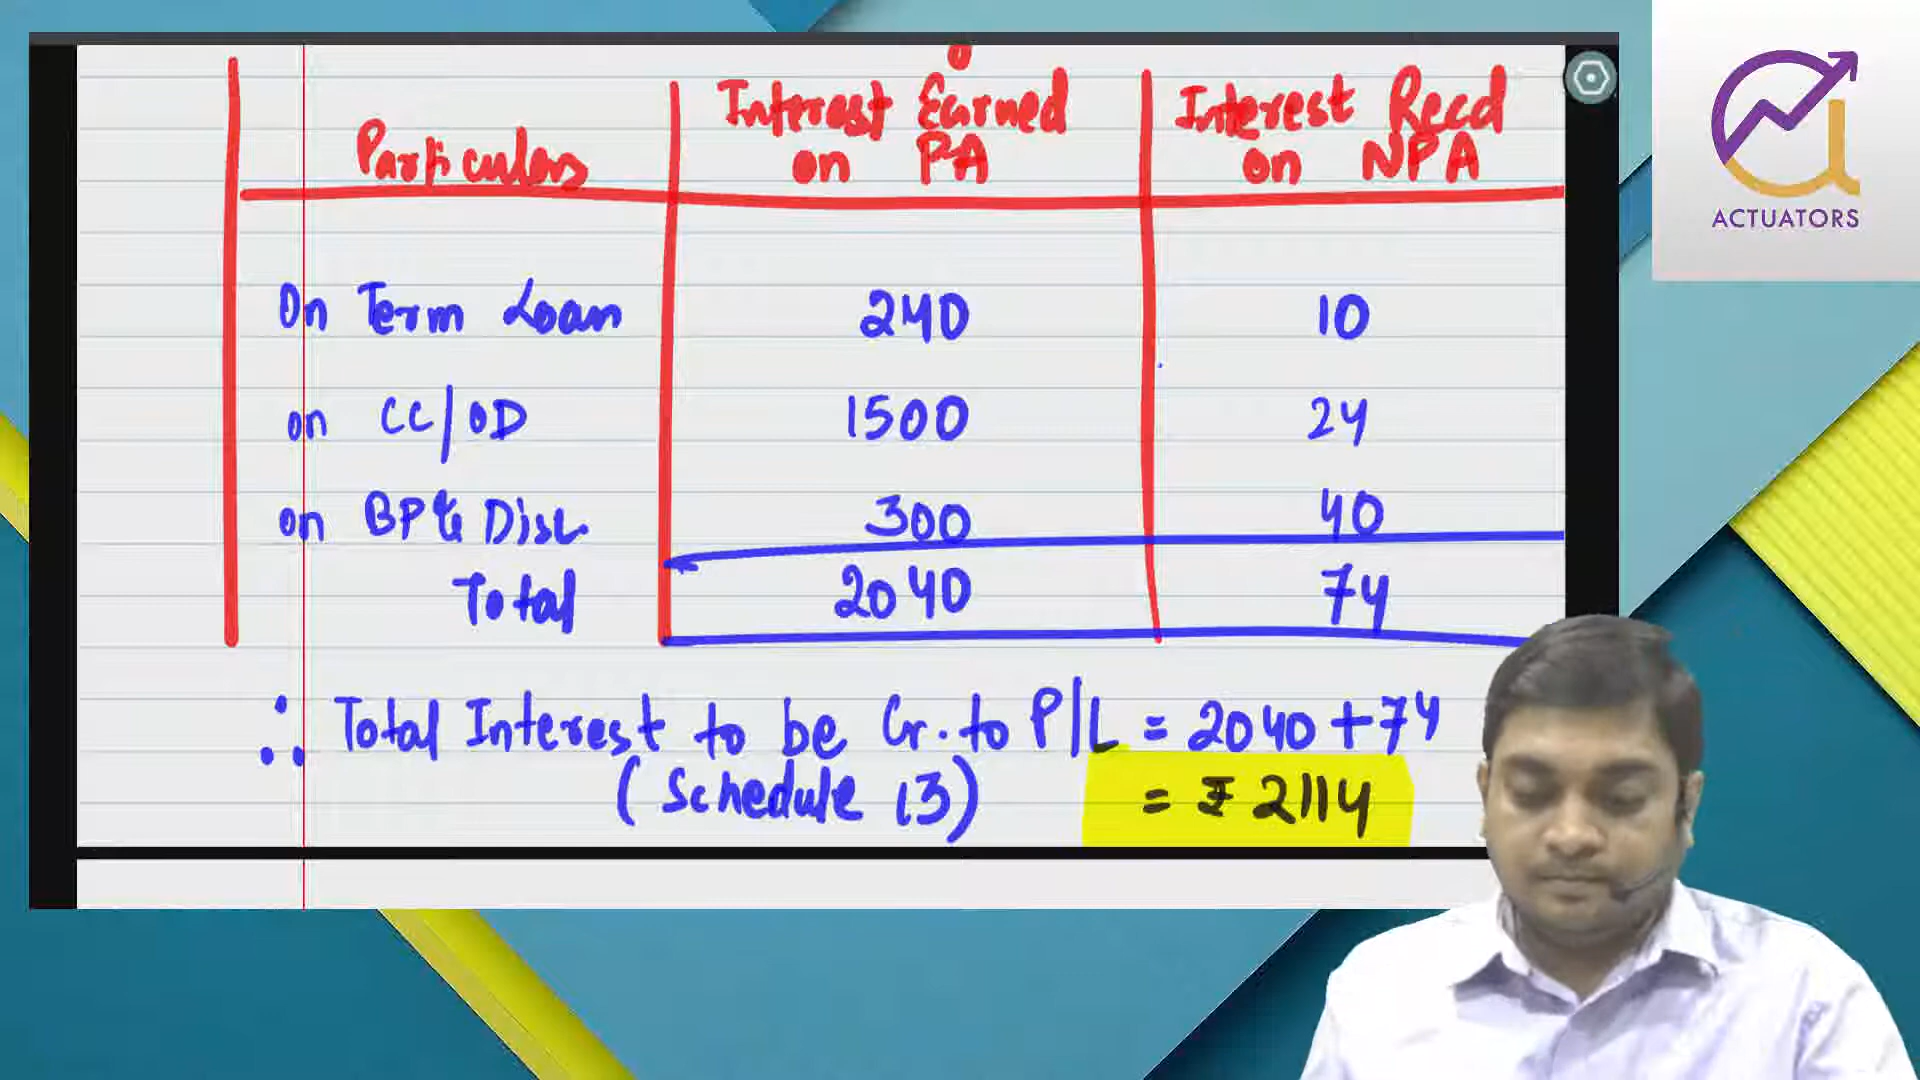 Particulars Interest Earned on PA Interest Recd on NPA
On Term Loan 240 10
on CC/OD 1500 24
on BP & Disc. 300 40
Total 2040 74
∴ Total Interest to be Cr. to P/L = 2040 + 74
(Schedule 13) = ₹ 2114
ACTUATORS